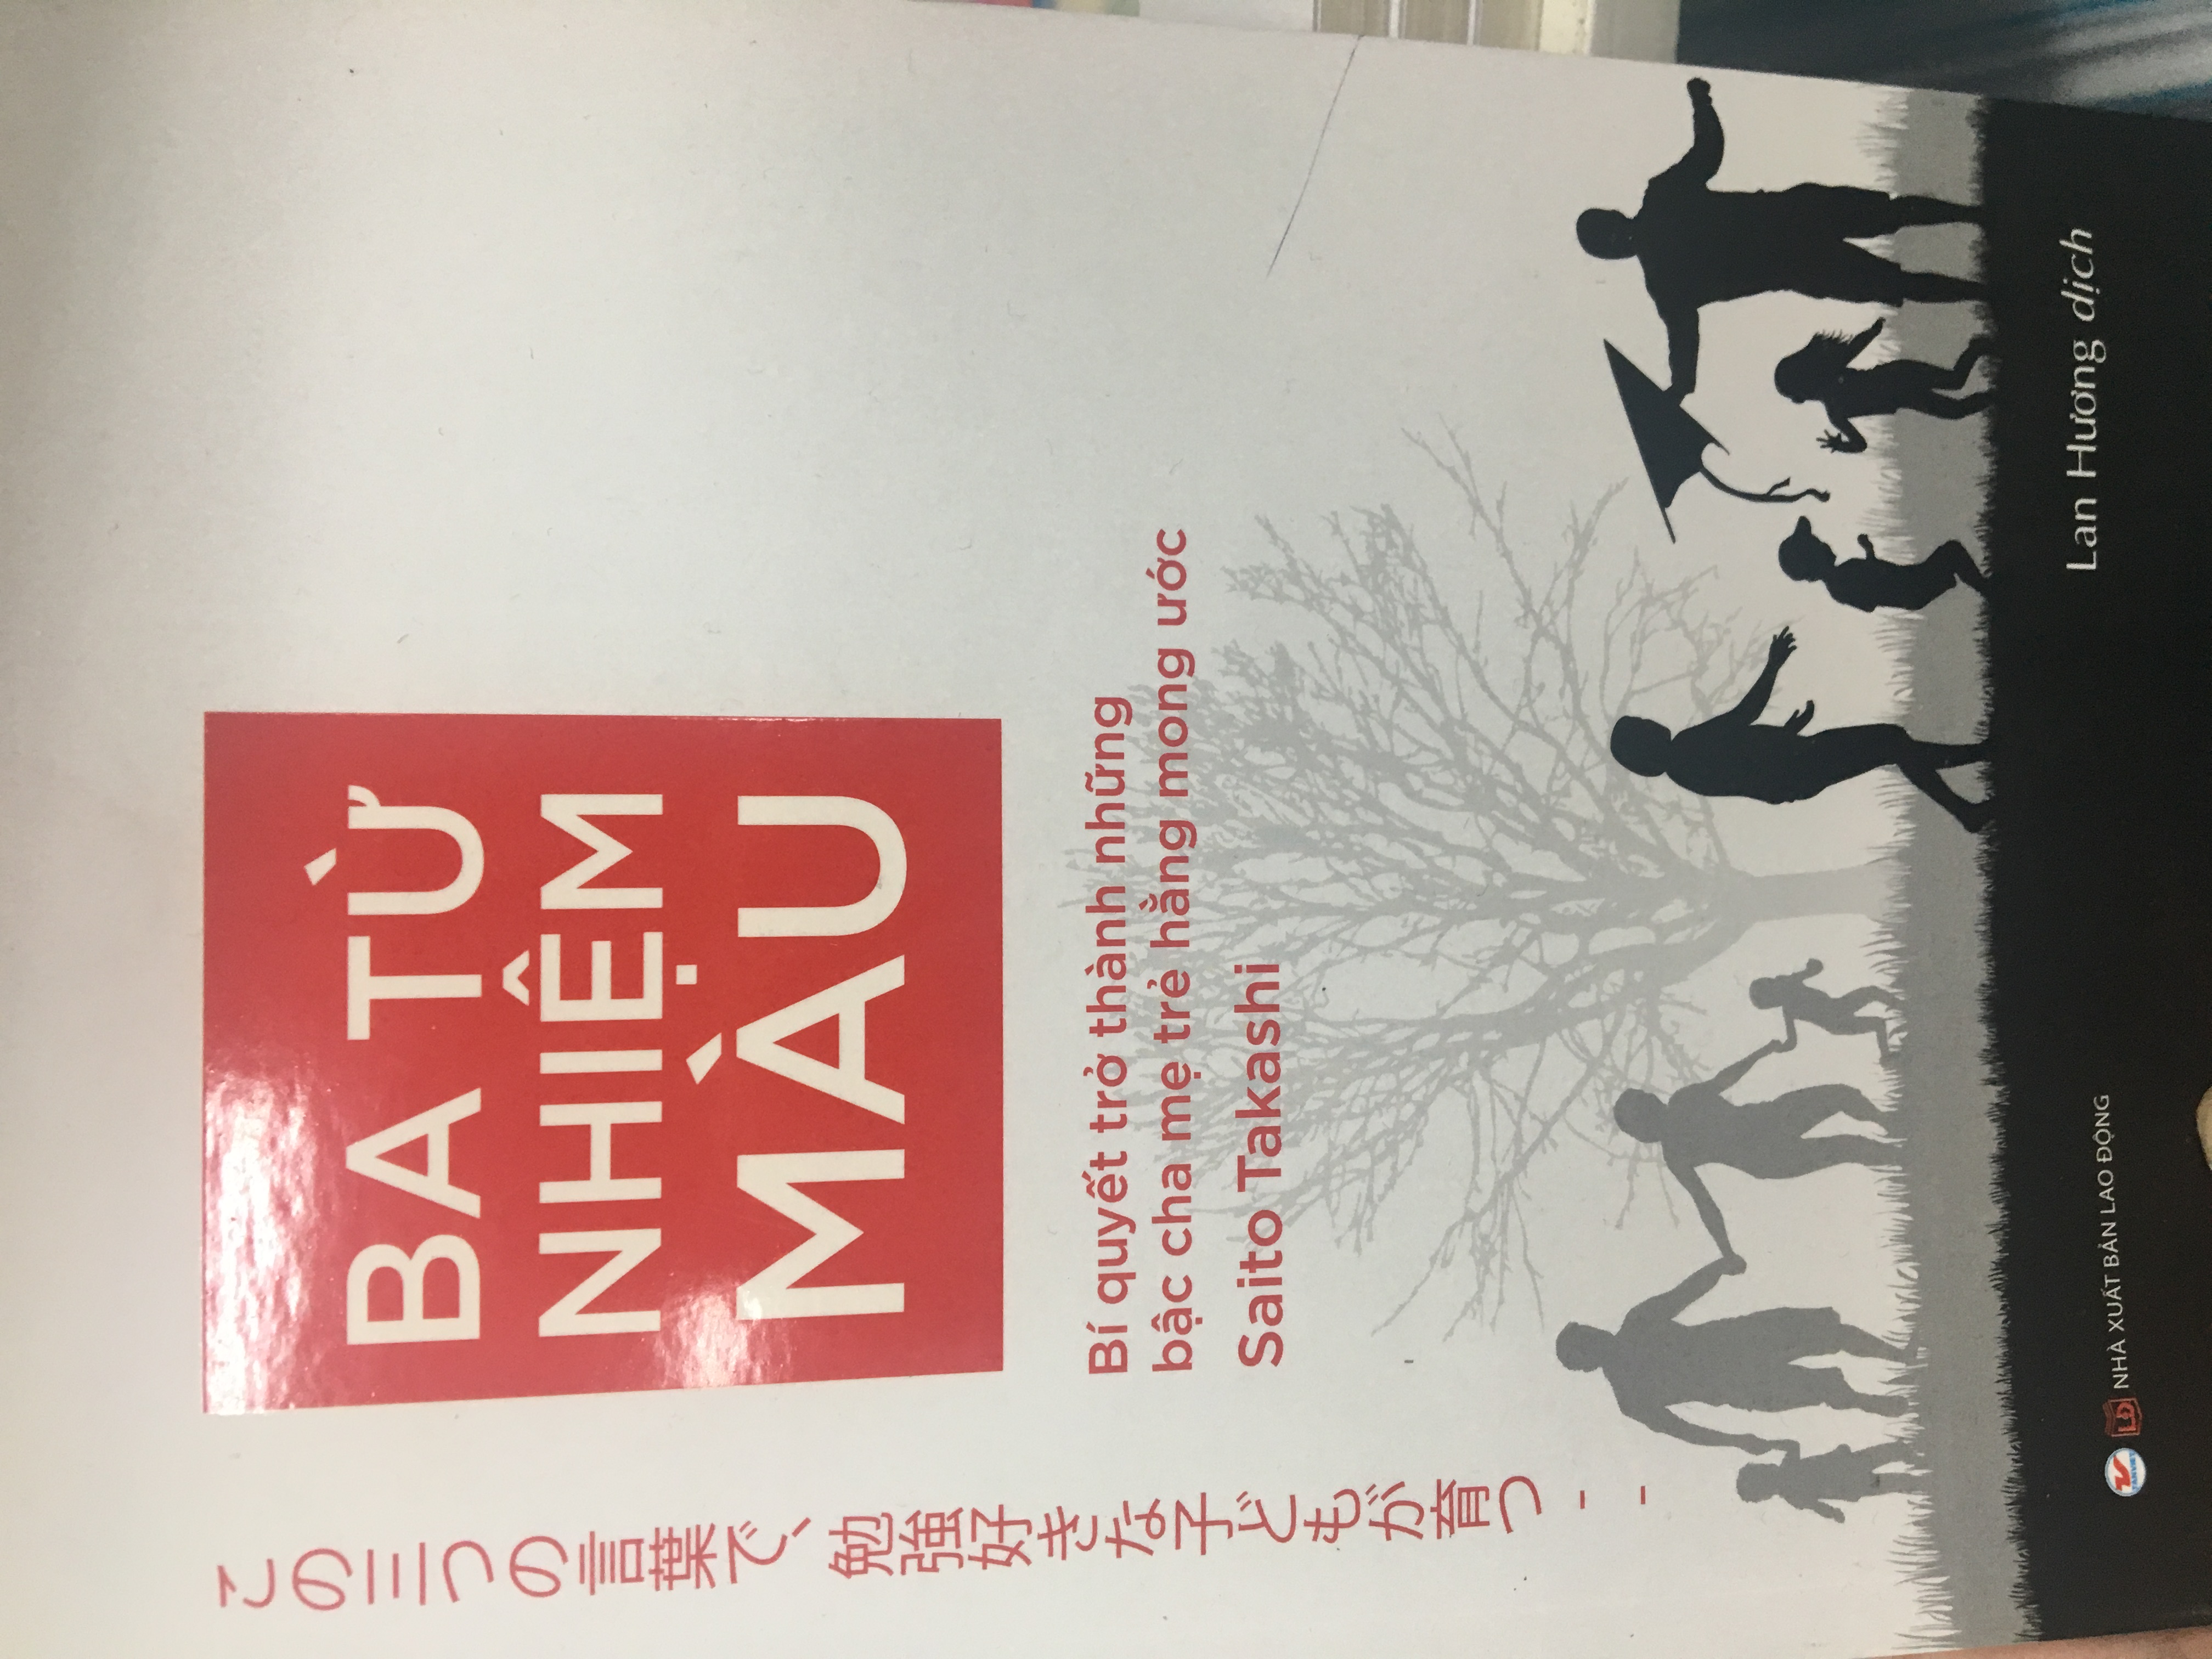 この三つの言葉で、勉強好きな子どもが育つ - -
BA TỪ
NHIỆM
MÀU
Bí quyết trở thành những
bậc cha mẹ trẻ hằng mong ước
Saito Takashi
Lan Hương dịch
TANVIET
LĐ
NHÀ XUẤT BẢN LAO ĐỘNG